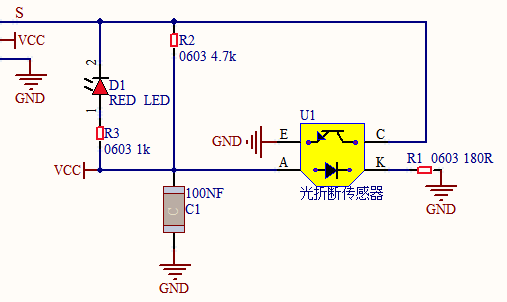 S
VCC
GND
2
D1
RED LED
1
R3
0603 1k
VCC
R2
0603 4.7k
100NF
C
C1
GND
U1
E
C
GND
A
K
R1 0603 180R
光折断传感器
GND